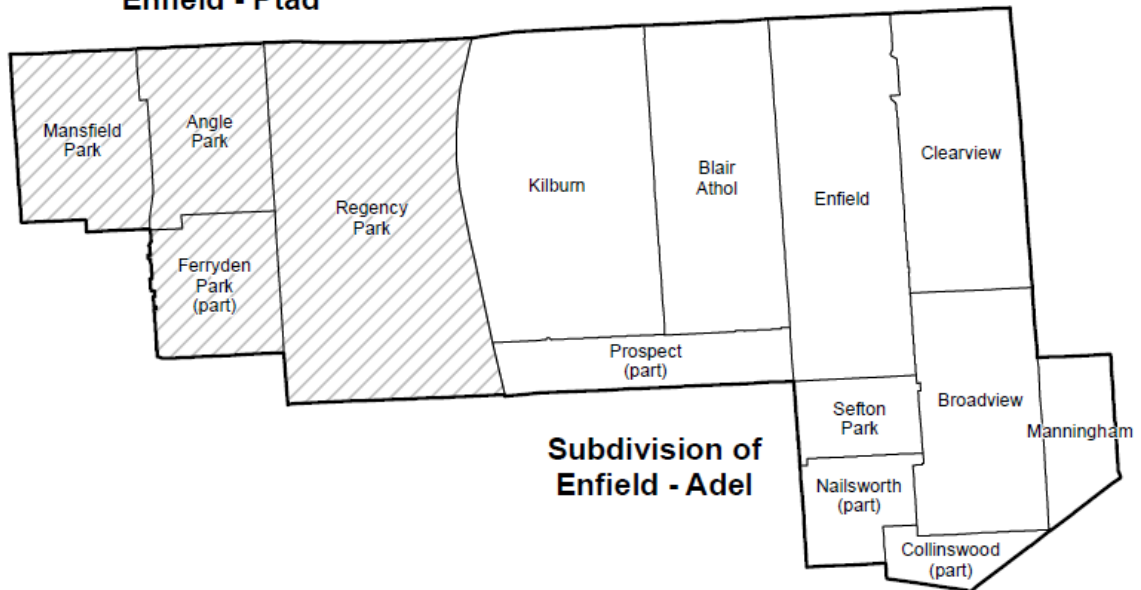 Enfield - Ptad
Mansfield
Park
Angle
Park
Ferryden
Park
(part)
Regency
Park
Kilburn
Blair
Athol
Enfield
Clearview
Prospect
(part)
Sefton
Park
Broadview
Manningham
Nailsworth
(part)
Collinswood
(part)
Subdivision of
Enfield - Adel